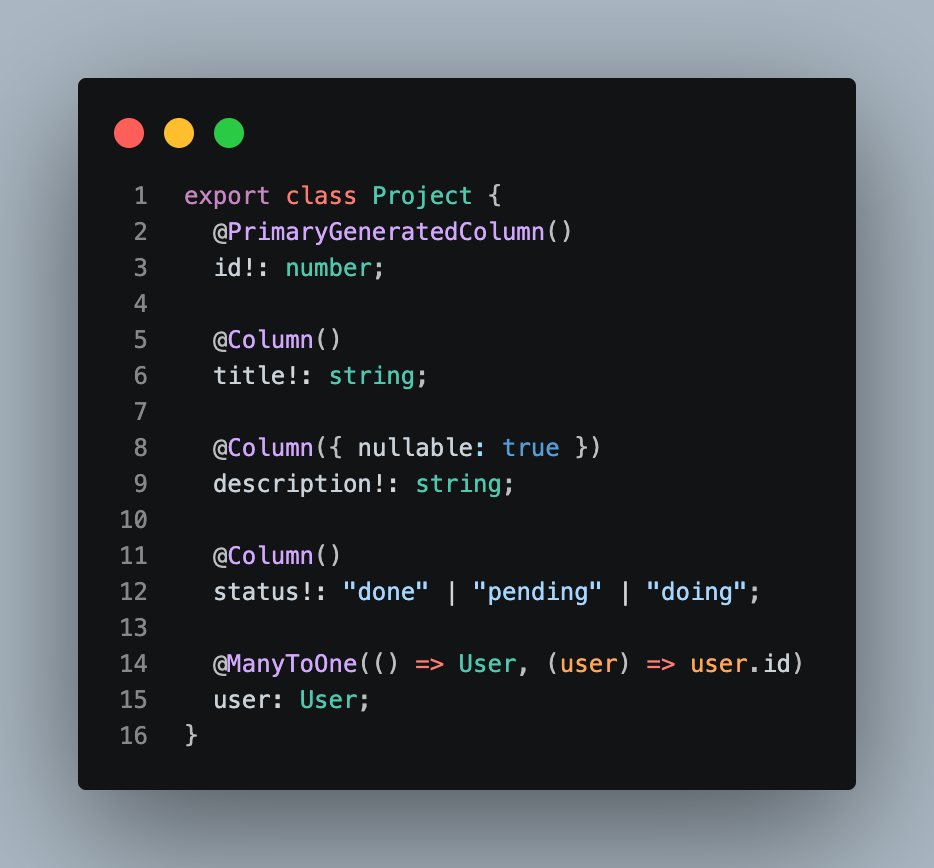 1 export class Project {
2   @PrimaryGeneratedColumn()
3   id!: number;
4
5   @Column()
6   title!: string;
7
8   @Column({ nullable: true })
9   description!: string;
10
11   @Column()
12   status!: "done" | "pending" | "doing";
13
14   @ManyToOne(() => User, (user) => user.id)
15   user: User;
16 }